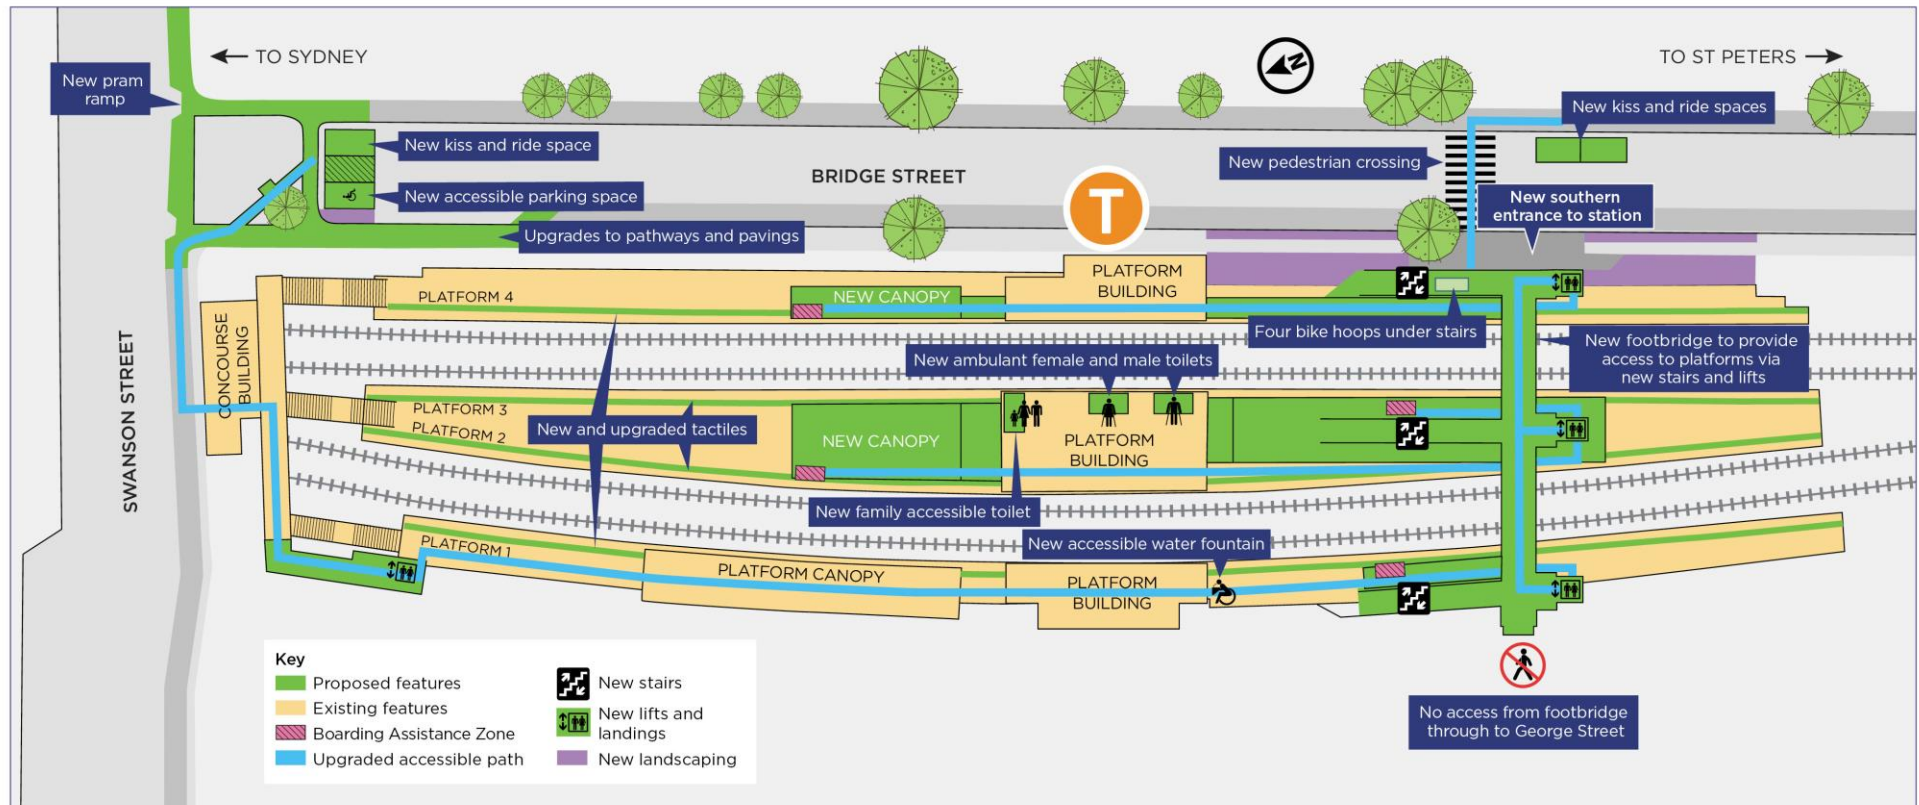 ← TO SYDNEY
N
TO ST PETERS →
New pram
ramp
New kiss and ride spaces
New kiss and ride space
New pedestrian crossing
BRIDGE STREET
New accessible parking space
T
New southern
entrance to station
Upgrades to pathways and pavings
PLATFORM 4
NEW CANOPY
PLATFORM
BUILDING
Four bike hoops under stairs
New footbridge to provide
access to platforms via
new stairs and lifts
SWANSON STREET
CONCOURSE
BUILDING
New ambulant female and male toilets
PLATFORM 3
PLATFORM 2
New and upgraded tactiles
NEW CANOPY
PLATFORM
BUILDING
New family accessible toilet
PLATFORM 1
New accessible water fountain
PLATFORM CANOPY
PLATFORM
BUILDING
Key
Proposed features
Existing features
Boarding Assistance Zone
Upgraded accessible path
New stairs
New lifts and
landings
New landscaping
No access from footbridge
through to George Street